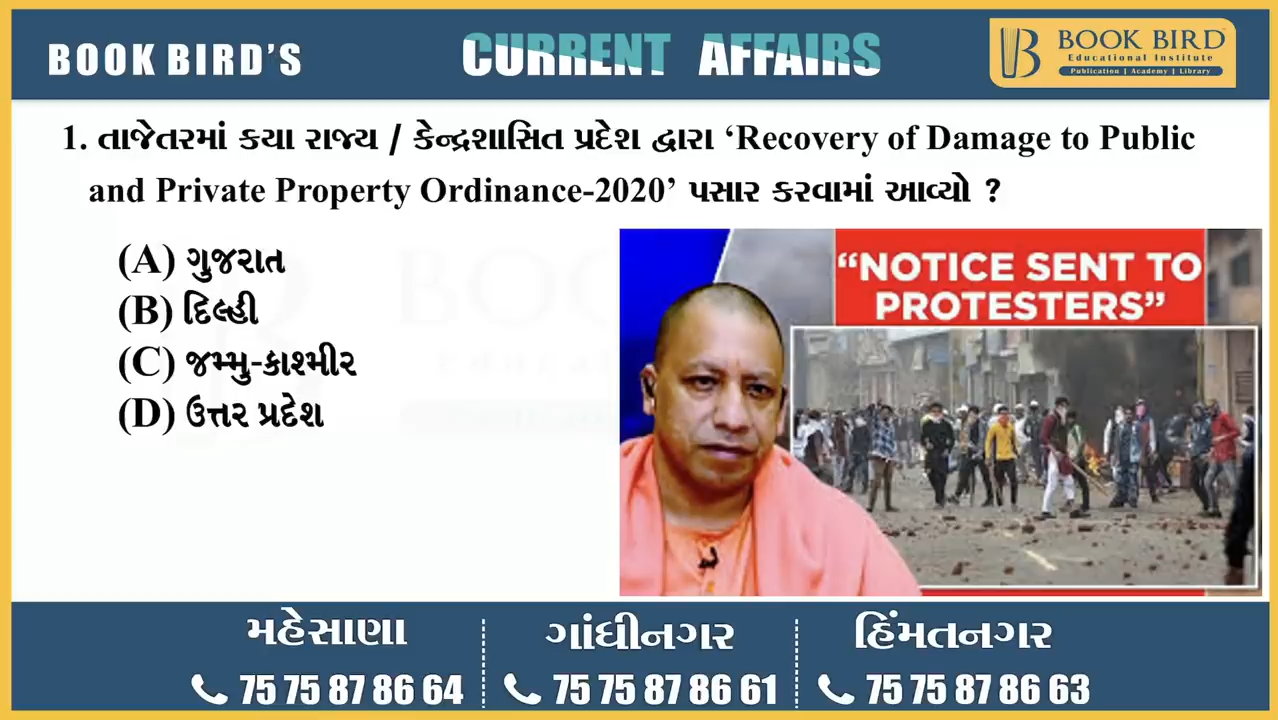 BOOK BIRD'S
CURRENT AFFAIRS
BOOK BIRD
Educational Institute
Publication | Academy | Library
1. તાજેતરમાં કયા રાજ્ય / કેન્દ્રશાસિત પ્રદેશ દ્વારા ‘Recovery of Damage to Public
and Private Property Ordinance-2020’ પસાર કરવામાં આવ્યો ?
(A) ગુજરાત
(B) દિલ્હી
(C) જમ્મુ-કાશ્મીર
(D) ઉત્તર પ્રદેશ
“NOTICE SENT TO
PROTESTERS”
મહેસાણા
75 75 87 86 64
ગાંધીનગર
75 75 87 86 61
હિંમતનગર
75 75 87 86 63